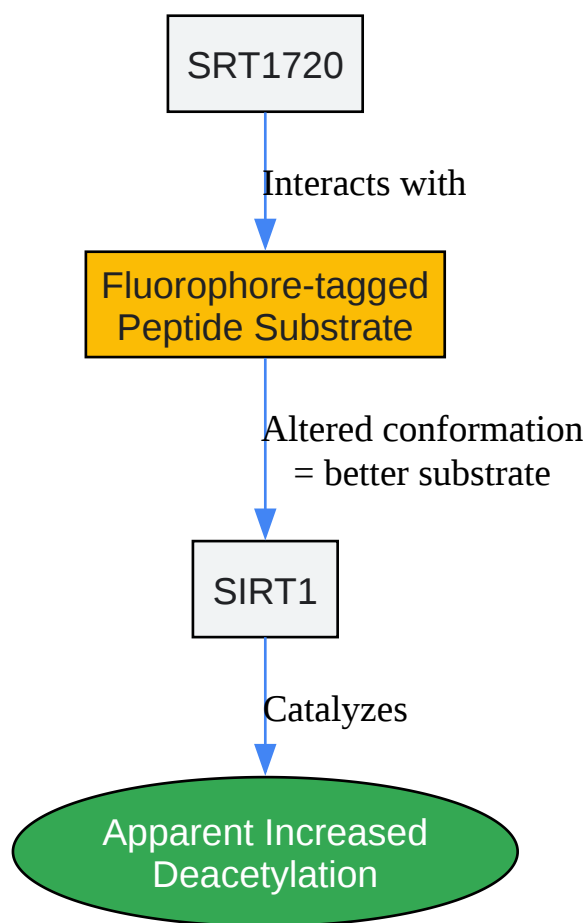 SRT1720
Interacts with
Fluorophore-tagged
Peptide Substrate
Altered conformation
= better substrate
SIRT1
Catalyzes
Apparent Increased
Deacetylation